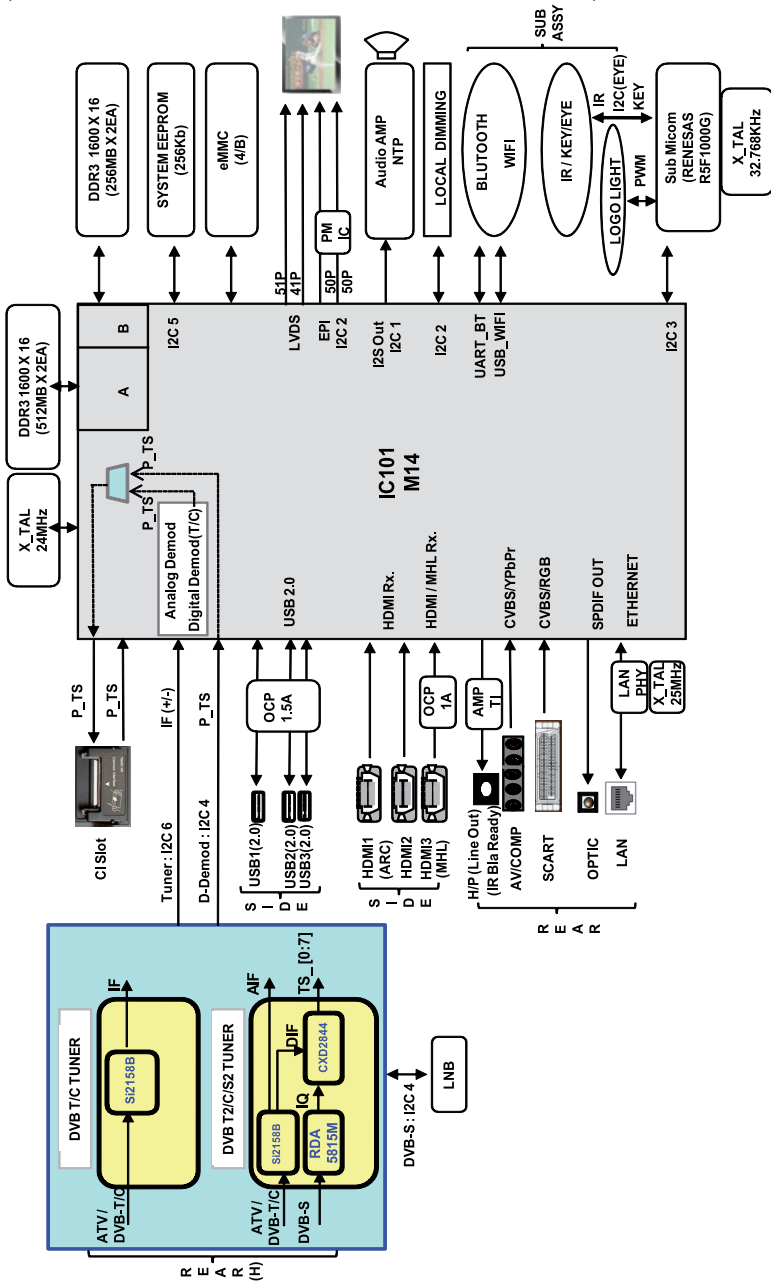 R E A R (H)
DVB T/C TUNER
ATV / DVB-T/C
Si2158B
IF
DVB T2/C/S2 TUNER
ATV / DVB-T/C
DVB-S
Si2158B
RDA 5815M
IQ
DIF
CXD2844
AIF
TS_ [0:7]
DVB-S : I2C 4
LNB
CI Slot
P_TS
P_TS
Tuner : I2C 6
IF (+/-)
D-Demod : I2C 4
P_TS
S I D E
USB1(2.0)
USB2(2.0)
USB3(2.0)
OCP 1.5A
USB 2.0
S I D E
HDMI1 (ARC)
HDMI2
HDMI3 (MHL)
OCP 1A
HDMI Rx.
HDMI / MHL Rx.
R E A R
H/P (Line Out) (IR Bla Ready)
AV/COMP
SCART
OPTIC
LAN
AMP TI
LAN PHY
X_TAL 25MHz
CVBS/YPbPr
CVBS/RGB
SPDIF OUT
ETHERNET
X_TAL 24MHz
DDR3 1600 X 16 (512MB X 2EA)
P_TS
P_TS
Analog Demod
Digital Demod(T/C)
A
B
IC101
M14
I2C 5
LVDS
EPI
I2C 2
I2S Out
I2C 1
I2C 2
UART_BT
USB_WIFI
I2C 3
51P
41P
50P
50P
PM IC
DDR3 1600 X 16 (256MB X 2EA)
SYSTEM EEPROM (256Kb)
eMMC (4/B)
Audio AMP NTP
LOCAL DIMMING
SUB ASSY
BLUTOOTH WIFI
IR / KEY/EYE
LOGO LIGHT
IR
I2C(EYE)
KEY
PWM
Sub Micom (RENESAS R5F1000G)
X_TAL 32.768KHz